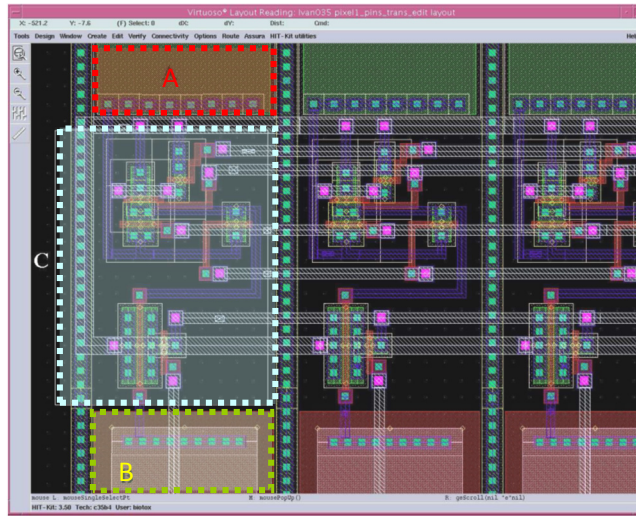 Virtuoso® Layout Reading: Ivan035 pixel1_pins_trans_edit layout
X: -521.2 Y: -7.6 (F) Select: 0 dX: dY: Dist: Cmd:
Tools Design Window Create Edit Verify Connectivity Options Route Assura HIT-Kit utilities Hel
A
C
B
mouse L: mouseSingleSelectPt M: mousePopUp() R: geScroll(nil "s" nil)
HIT-Kit: 3.50 Tech: c35b4 User: biotox